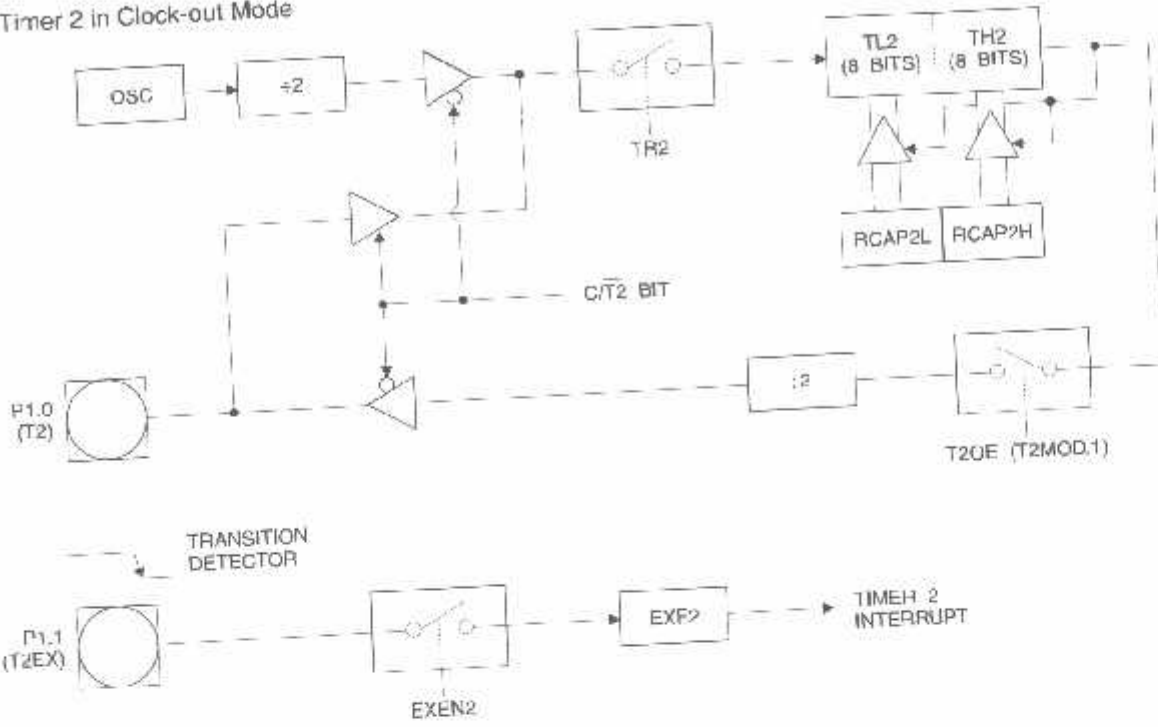 Timer 2 in Clock-out Mode
OSC
÷2
TR2
TL2
(8 BITS)
TH2
(8 BITS)
RCAP2L
RCAP2H
C/T̅2̅ BIT
÷2
P1.0
(T2)
T2OE (T2MOD.1)
TRANSITION
DETECTOR
P1.1
(T2EX)
EXEN2
EXF2
TIMER 2
INTERRUPT